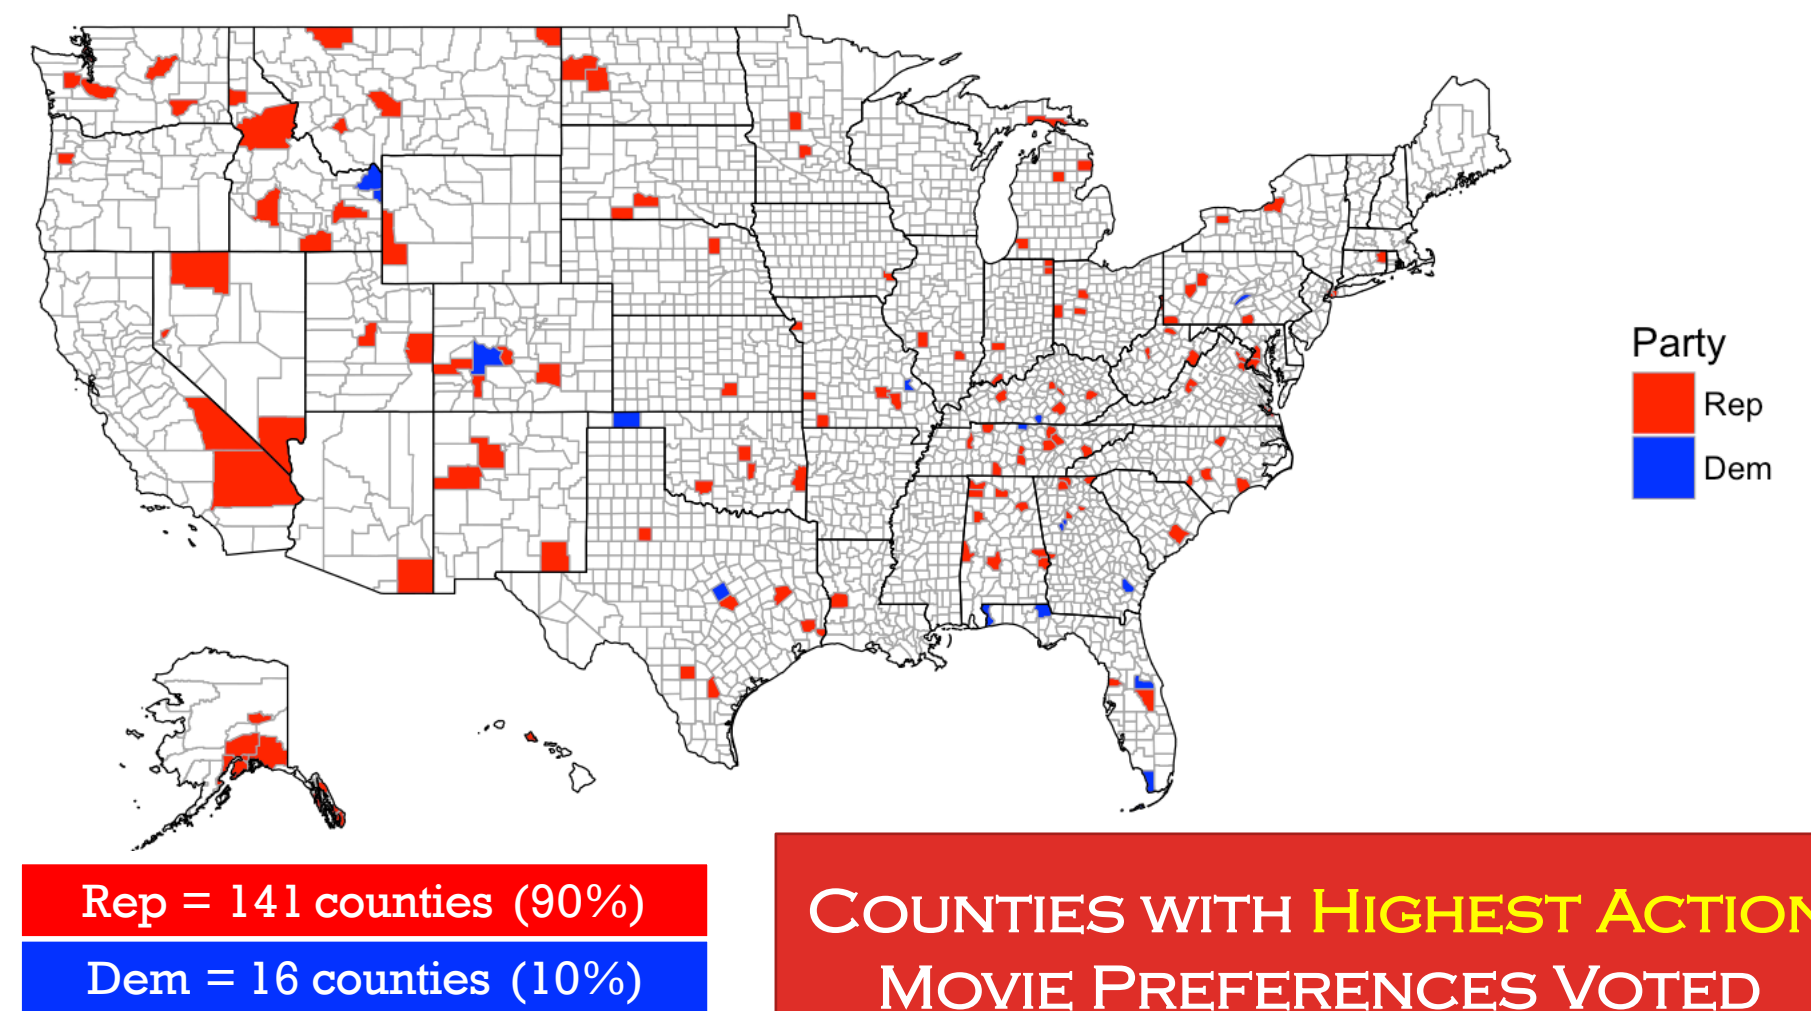 Party
Rep
Dem
Rep = 141 counties (90%)
Dem = 16 counties (10%)
COUNTIES WITH HIGHEST ACTION
MOVIE PREFERENCES VOTED